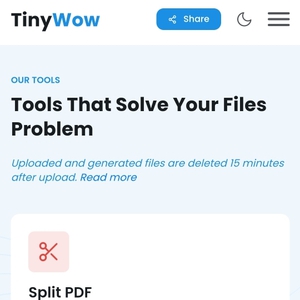 TinyWow
Share
OUR TOOLS
Tools That Solve Your Files
Problem
Uploaded and generated files are deleted 15 minutes
after upload. Read more
Split PDF